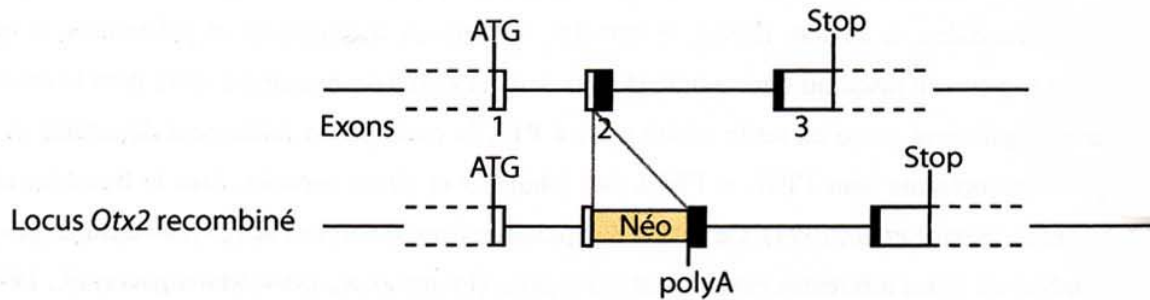 ATG Stop
Exons 1 2 3
ATG Stop
Locus Otx2 recombiné Néo
polyA